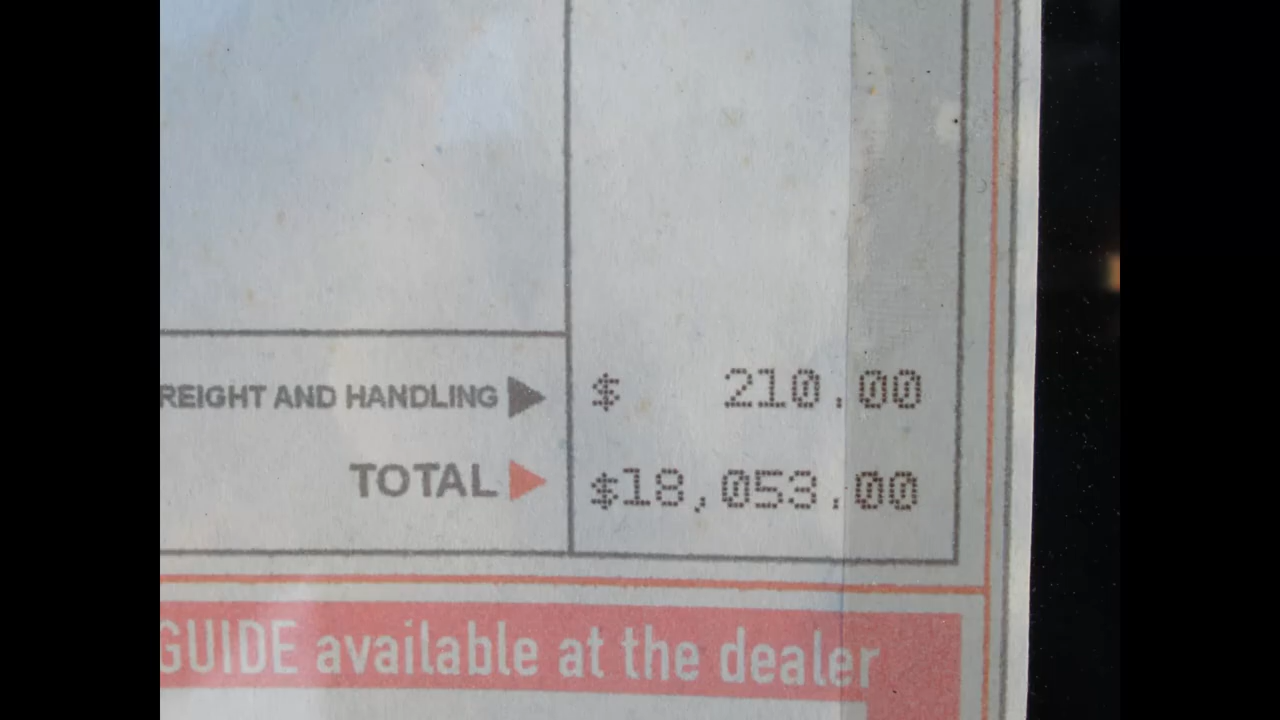 REIGHT AND HANDLING $ 210.00
TOTAL $18,053.00
GUIDE available at the dealer